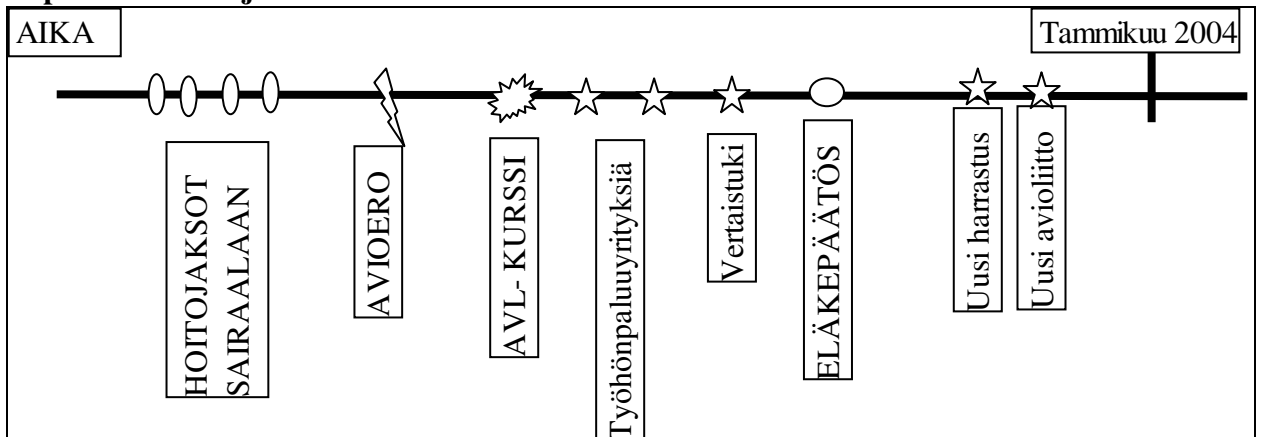 AIKA
Tammikuu 2004
HOITOJAKSOT
SAIRAALAAN
AVIOERO
AVL- KURSSI
Työhönpaluuyrityksiä
Vertaistuki
ELÄKEPÄÄTÖS
Uusi harrastus
Uusi avioliitto